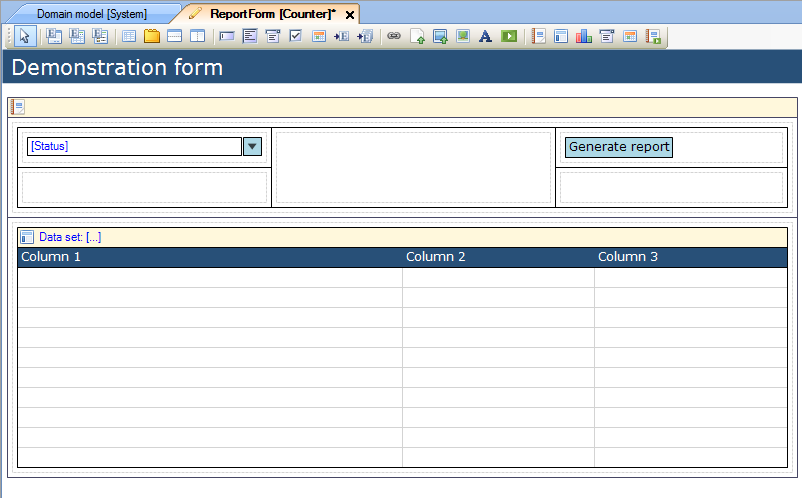 Domain model [System]
ReportForm [Counter]*
Demonstration form
[Status]
Generate report
Data set: [...]
Column 1
Column 2
Column 3